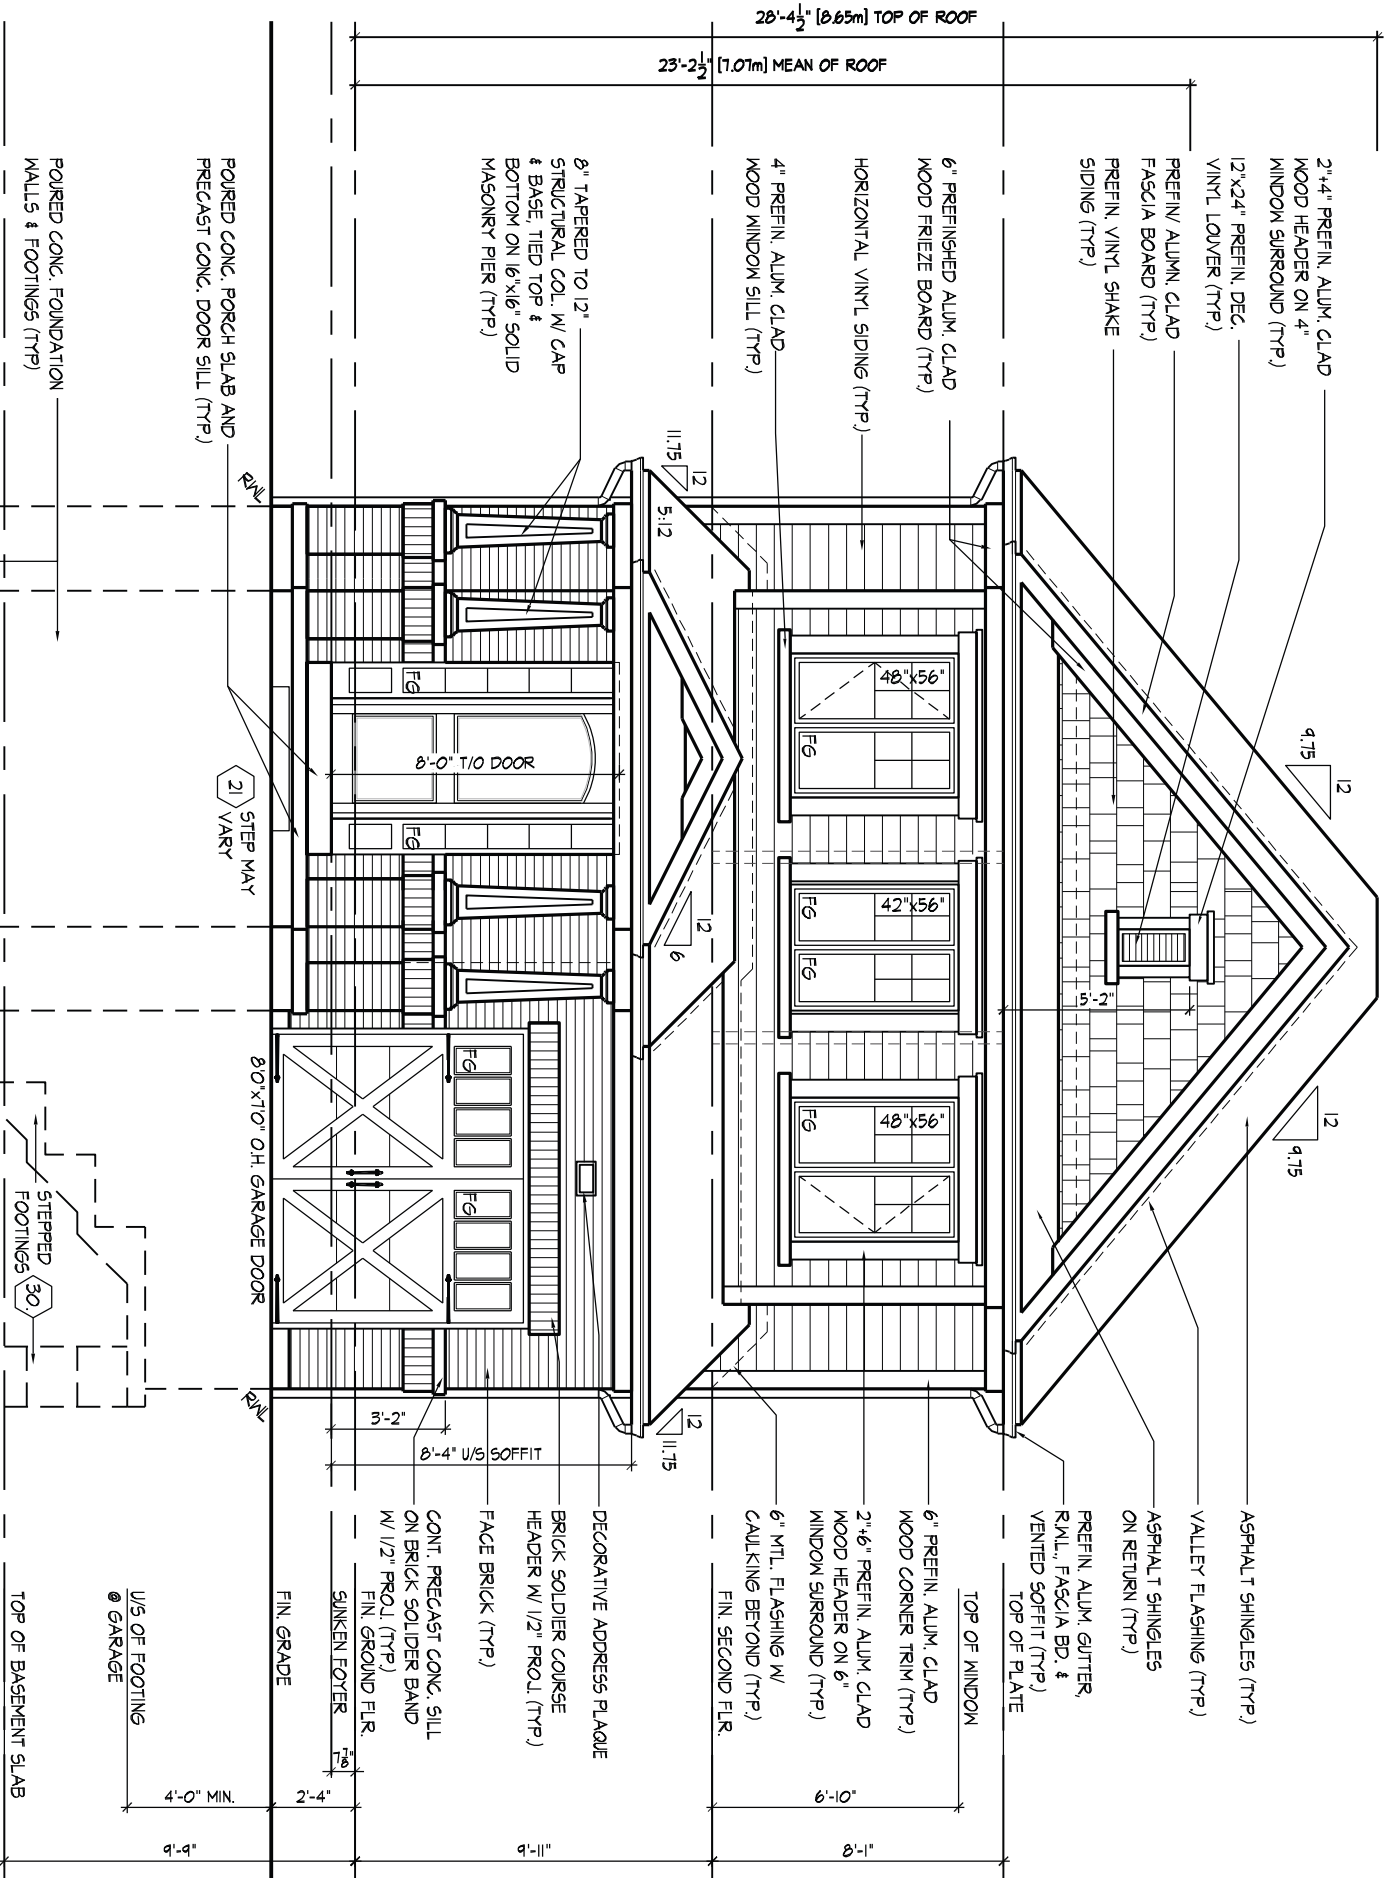 28'-4 1/2" [8.65m] TOP OF ROOF
23'-2 1/2" [7.07m] MEAN OF ROOF
2"+4" PREFIN. ALUM. CLAD
WOOD HEADER ON 4"
WINDOW SURROUND (TYP.)
12"x24" PREFIN. DEC.
VINYL LOUVER (TYP.)
PREFIN/ ALUMN. CLAD
FASCIA BOARD (TYP.)
PREFIN. VINYL SHAKE
SIDING (TYP.)
6" PREFINSHED ALUM. CLAD
WOOD FRIEZE BOARD (TYP.)
HORIZONTAL VINYL SIDING (TYP.)
4" PREFIN. ALUM. CLAD
WOOD WINDOW SILL (TYP.)
8" TAPERED TO 12"
STRUCTURAL COL. W/ CAP
& BASE, TIED TOP &
BOTTOM ON 16"x16" SOLID
MASONRY PIER (TYP.)
POURED CONC. PORCH SLAB AND
PRECAST CONC. DOOR SILL (TYP.)
POURED CONC. FOUNDATION
WALLS & FOOTINGS (TYP)
9.75
12
12
9.75
5'-2"
11.75
12
5:12
12
6
12
11.75
48"x56"
FG
42"x56"
FG
FG
48"x56"
FG
RWL
FG
8'-0" T/O DOOR
FG
FG
FG
21
STEP MAY
VARY
8'0"x7'0" O.H. GARAGE DOOR
RWL
STEPPED
FOOTINGS
30.
3'-2"
8'-4" U/S SOFFIT
ASPHALT SHINGLES (TYP.)
VALLEY FLASHING (TYP.)
ASPHALT SHINGLES
ON RETURN (TYP.)
PREFIN. ALUM. GUTTER,
R.W.L., FASCIA BD. &
VENTED SOFFIT (TYP.)
TOP OF PLATE
TOP OF WINDOW
6" PREFIN. ALUM. CLAD
WOOD CORNER TRIM (TYP.)
2"+6" PREFIN. ALUM. CLAD
WOOD HEADER ON 6"
WINDOW SURROUND (TYP.)
6" MTL. FLASHING W/
CAULKING BEYOND (TYP.)
FIN. SECOND FLR.
DECORATIVE ADDRESS PLAQUE
BRICK SOLDIER COURSE
HEADER W/ 1/2" PROJ. (TYP.)
FACE BRICK (TYP.)
CONT. PRECAST CONC. SILL
ON BRICK SOLIDER BAND
W/ 1/2" PROJ. (TYP.)
FIN. GROUND FLR.
SUNKEN FOYER
FIN. GRADE
U/S OF FOOTING
@ GARAGE
TOP OF BASEMENT SLAB
7 7/8"
6'-10"
2'-4"
4'-0" MIN.
8'-1"
9'-11"
9'-9"